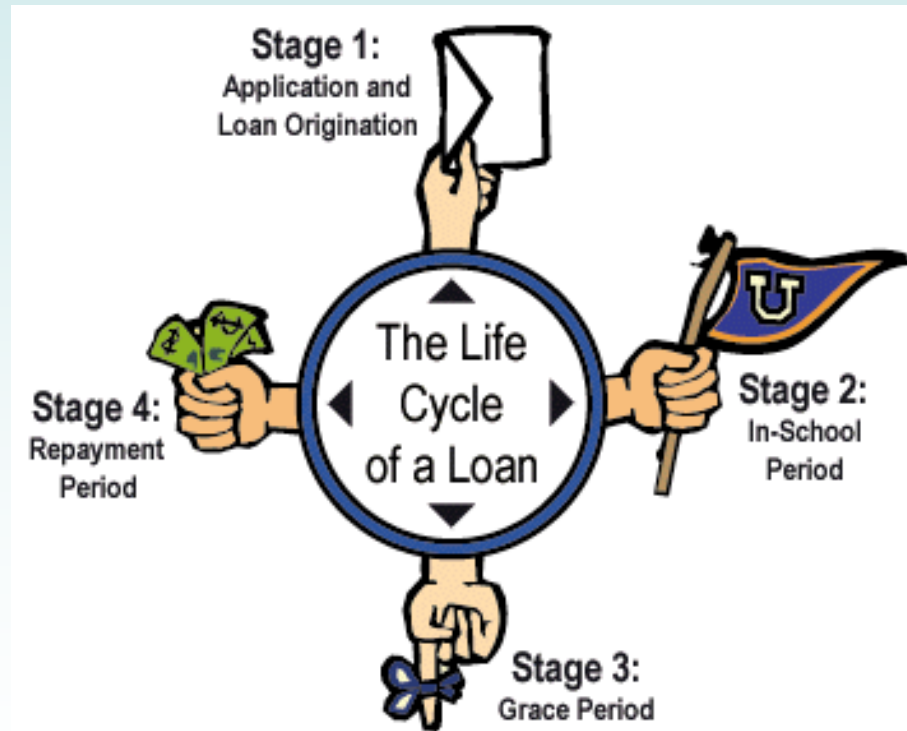 Stage 1:
Application and
Loan Origination
The Life
Cycle
of a Loan
U
Stage 2:
In-School
Period
Stage 3:
Grace Period
Stage 4:
Repayment
Period